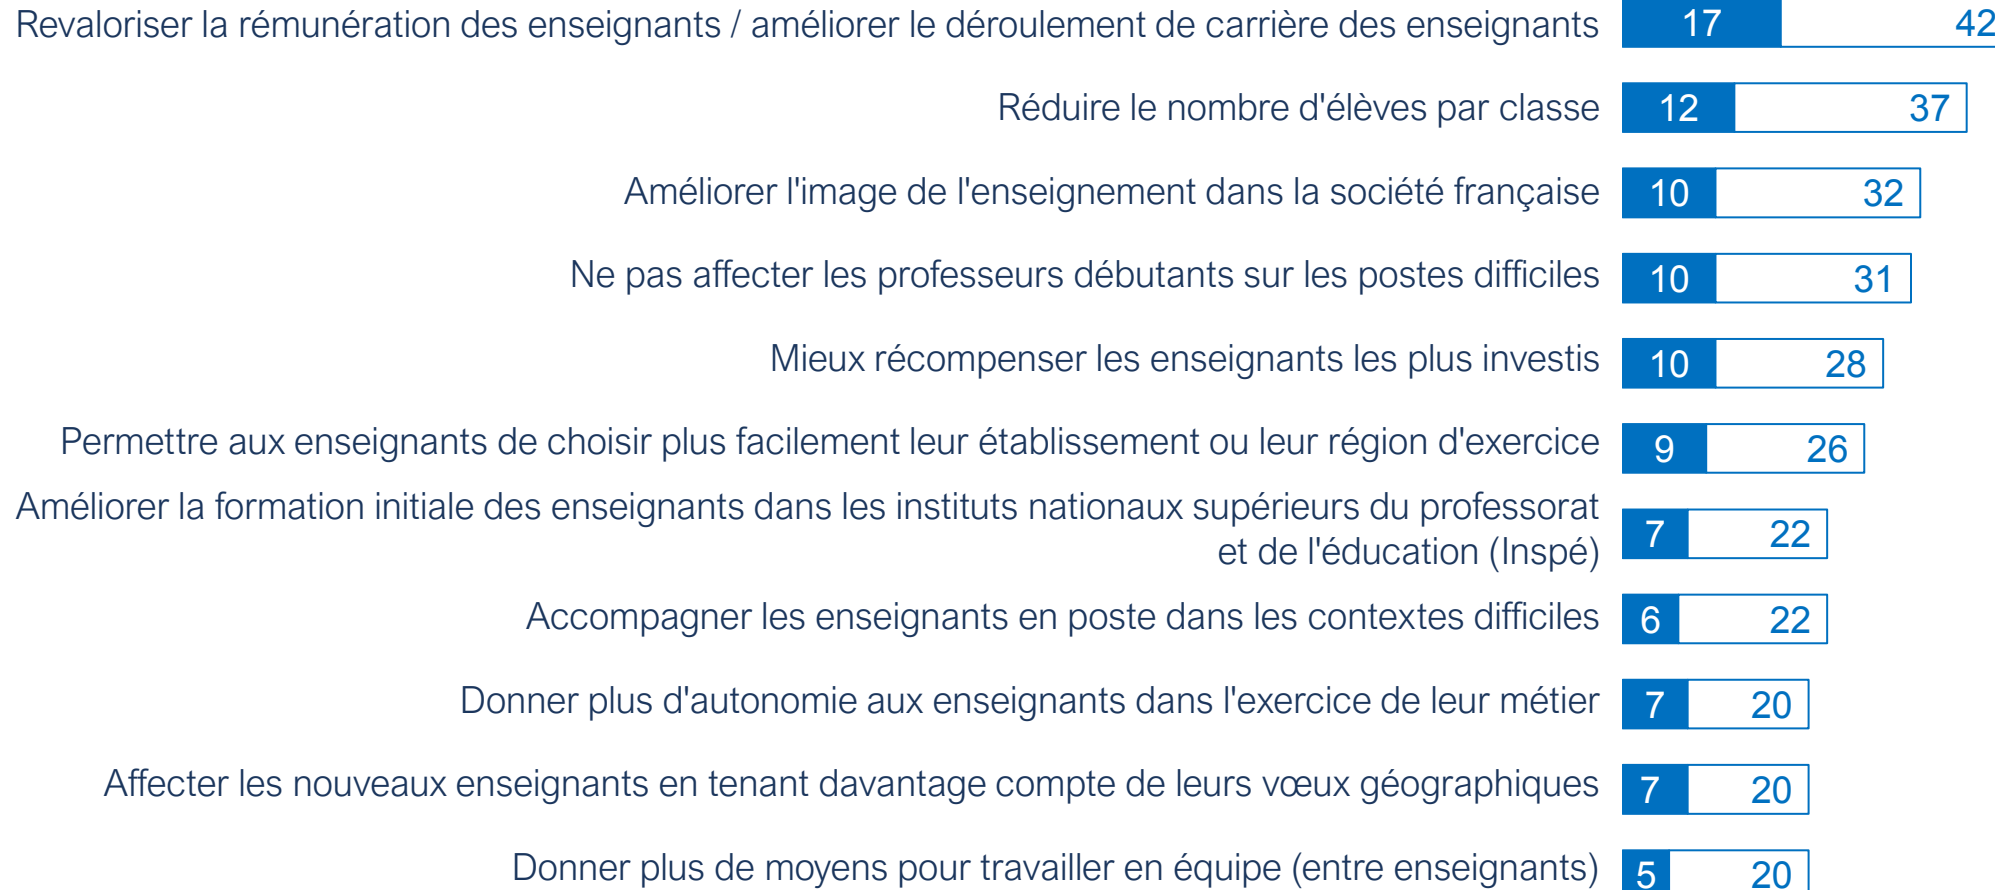 Revaloriser la rémunération des enseignants / améliorer le déroulement de carrière des enseignants 17 42
Réduire le nombre d'élèves par classe 12 37
Améliorer l'image de l'enseignement dans la société française 10 32
Ne pas affecter les professeurs débutants sur les postes difficiles 10 31
Mieux récompenser les enseignants les plus investis 10 28
Permettre aux enseignants de choisir plus facilement leur établissement ou leur région d'exercice 9 26
Améliorer la formation initiale des enseignants dans les instituts nationaux supérieurs du professorat
et de l'éducation (Inspé) 7 22
Accompagner les enseignants en poste dans les contextes difficiles 6 22
Donner plus d'autonomie aux enseignants dans l'exercice de leur métier 7 20
Affecter les nouveaux enseignants en tenant davantage compte de leurs vœux géographiques 7 20
Donner plus de moyens pour travailler en équipe (entre enseignants) 5 20